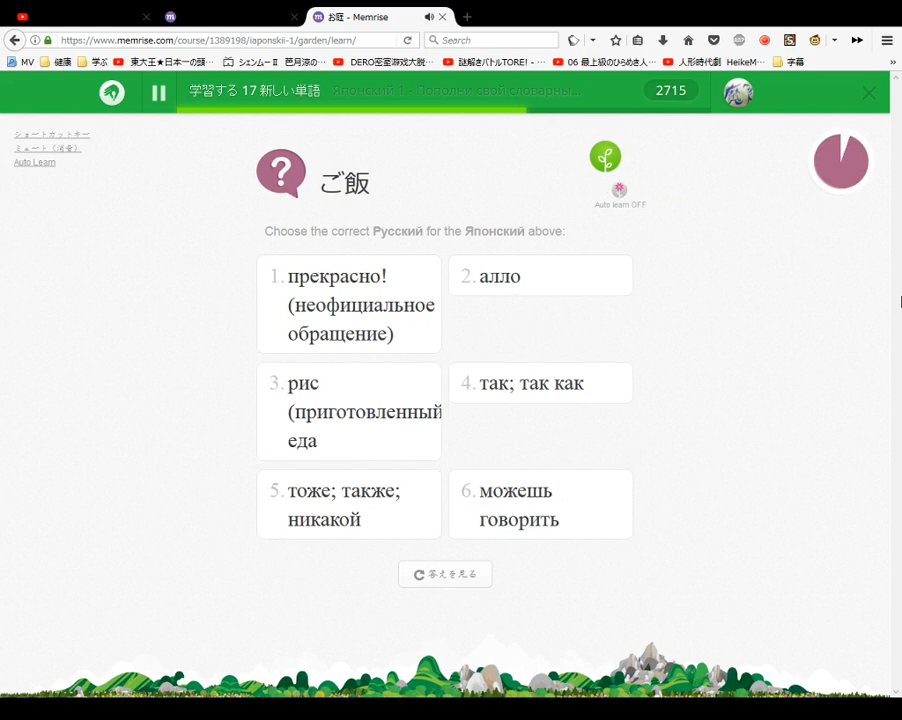 お庭 - Memrise
https://www.memrise.com/course/1389198/iaponskii-1/garden/learn/
Search
MV
健康
学ぶ
東大王★日本一の頭...
シェンムーⅡ 芭月涼の...
DERO密室游戏大脱...
謎解きバトルTORE! - ...
06 最上級のひらめき人...
人形時代劇 HeikeM...
字幕
学習する 17 新しい単語 Японский 1 - Пополни свой словарны...
2715
ショートカットキー
ミュート（消音）
Auto Learn
ご飯
Auto learn OFF
Choose the correct Русский for the Японский above:
1. прекрасно!
(неофициальное
обращение)
2. алло
3. рис
(приготовленный
еда
4. так; так как
5. тоже; также;
никакой
6. можешь
говорить
答えを見る